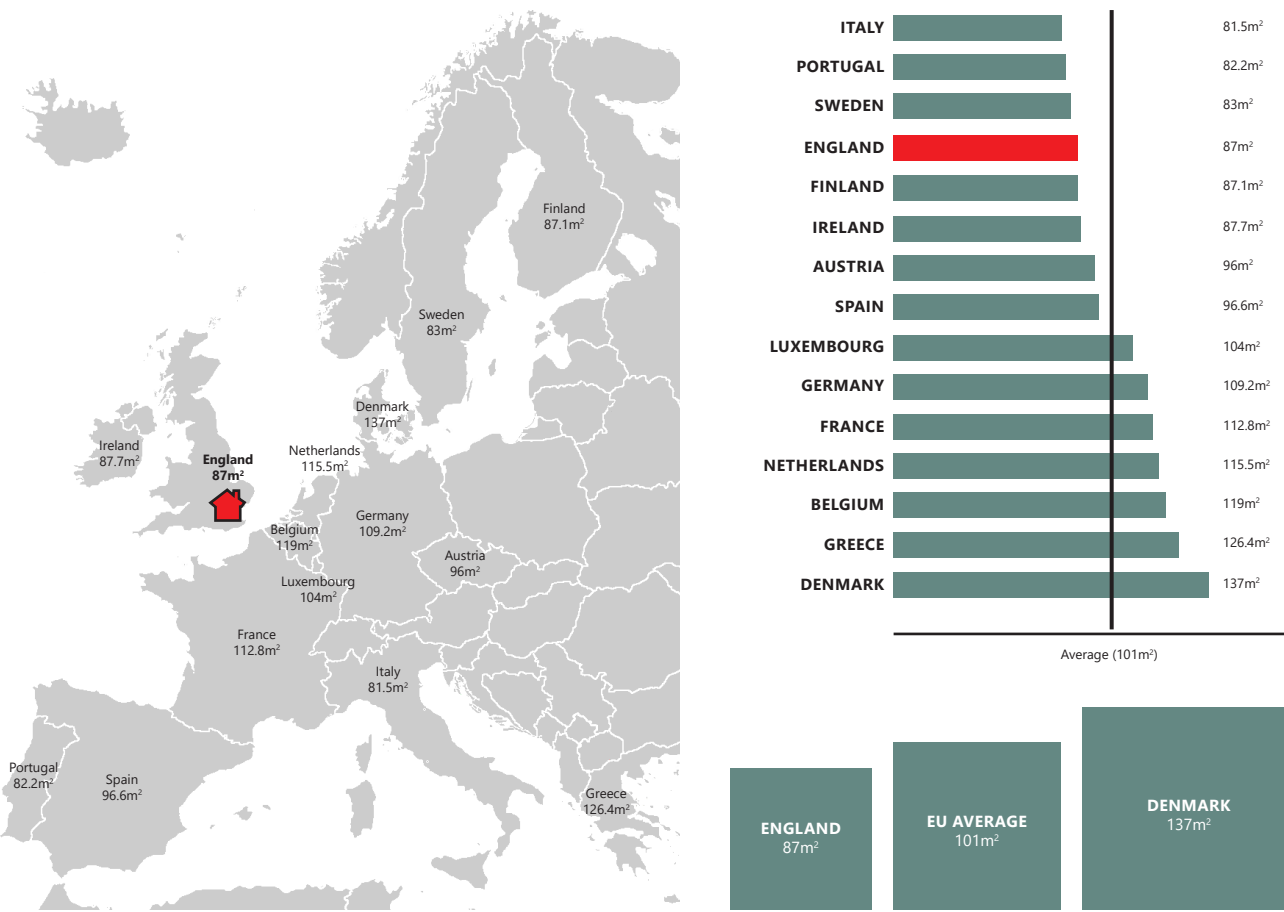 Finland
87.1m²
Sweden
83m²
Denmark
137m²
Ireland
87.7m²
England
87m²
Netherlands
115.5m²
Germany
109.2m²
Belgium
119m²
Austria
96m²
Luxembourg
104m²
France
112.8m²
Italy
81.5m²
Portugal
82.2m²
Spain
96.6m²
Greece
126.4m²
ITALY 81.5m²
PORTUGAL 82.2m²
SWEDEN 83m²
ENGLAND 87m²
FINLAND 87.1m²
IRELAND 87.7m²
AUSTRIA 96m²
SPAIN 96.6m²
LUXEMBOURG 104m²
GERMANY 109.2m²
FRANCE 112.8m²
NETHERLANDS 115.5m²
BELGIUM 119m²
GREECE 126.4m²
DENMARK 137m²
Average (101m²)
ENGLAND
87m²
EU AVERAGE
101m²
DENMARK
137m²